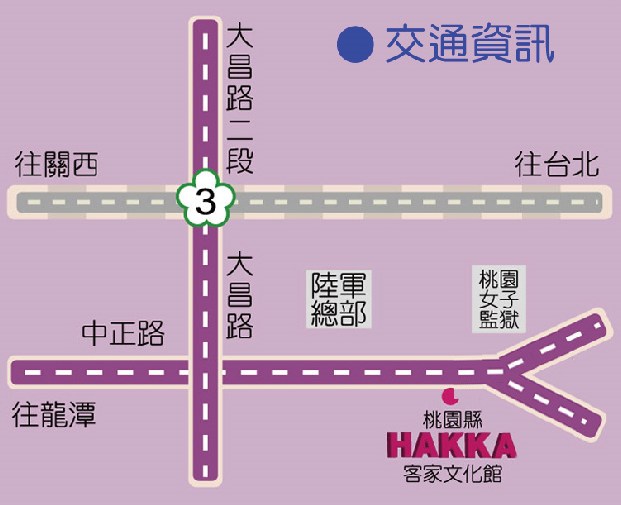 交通資訊
大昌路二段
往關西
往台北
3
大昌路
陸軍
總部
桃園
女子
監獄
中正路
往龍潭
桃園縣
HAKKA
客家文化館